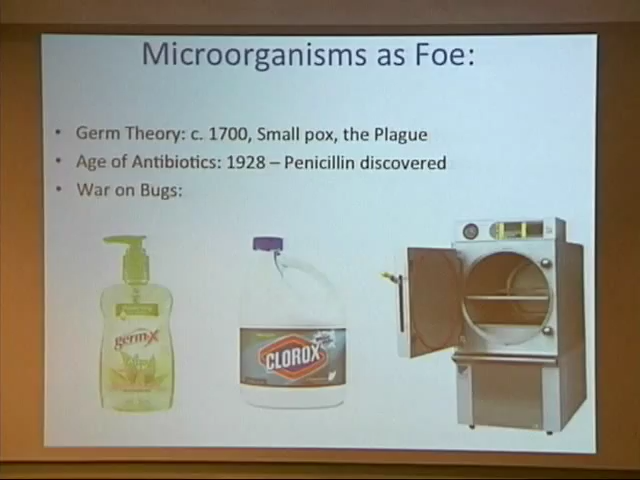 Microorganisms as Foe:
• Germ Theory: c. 1700, Small pox, the Plague
• Age of Antibiotics: 1928 – Penicillin discovered
• War on Bugs:
germ-X
CLOROX